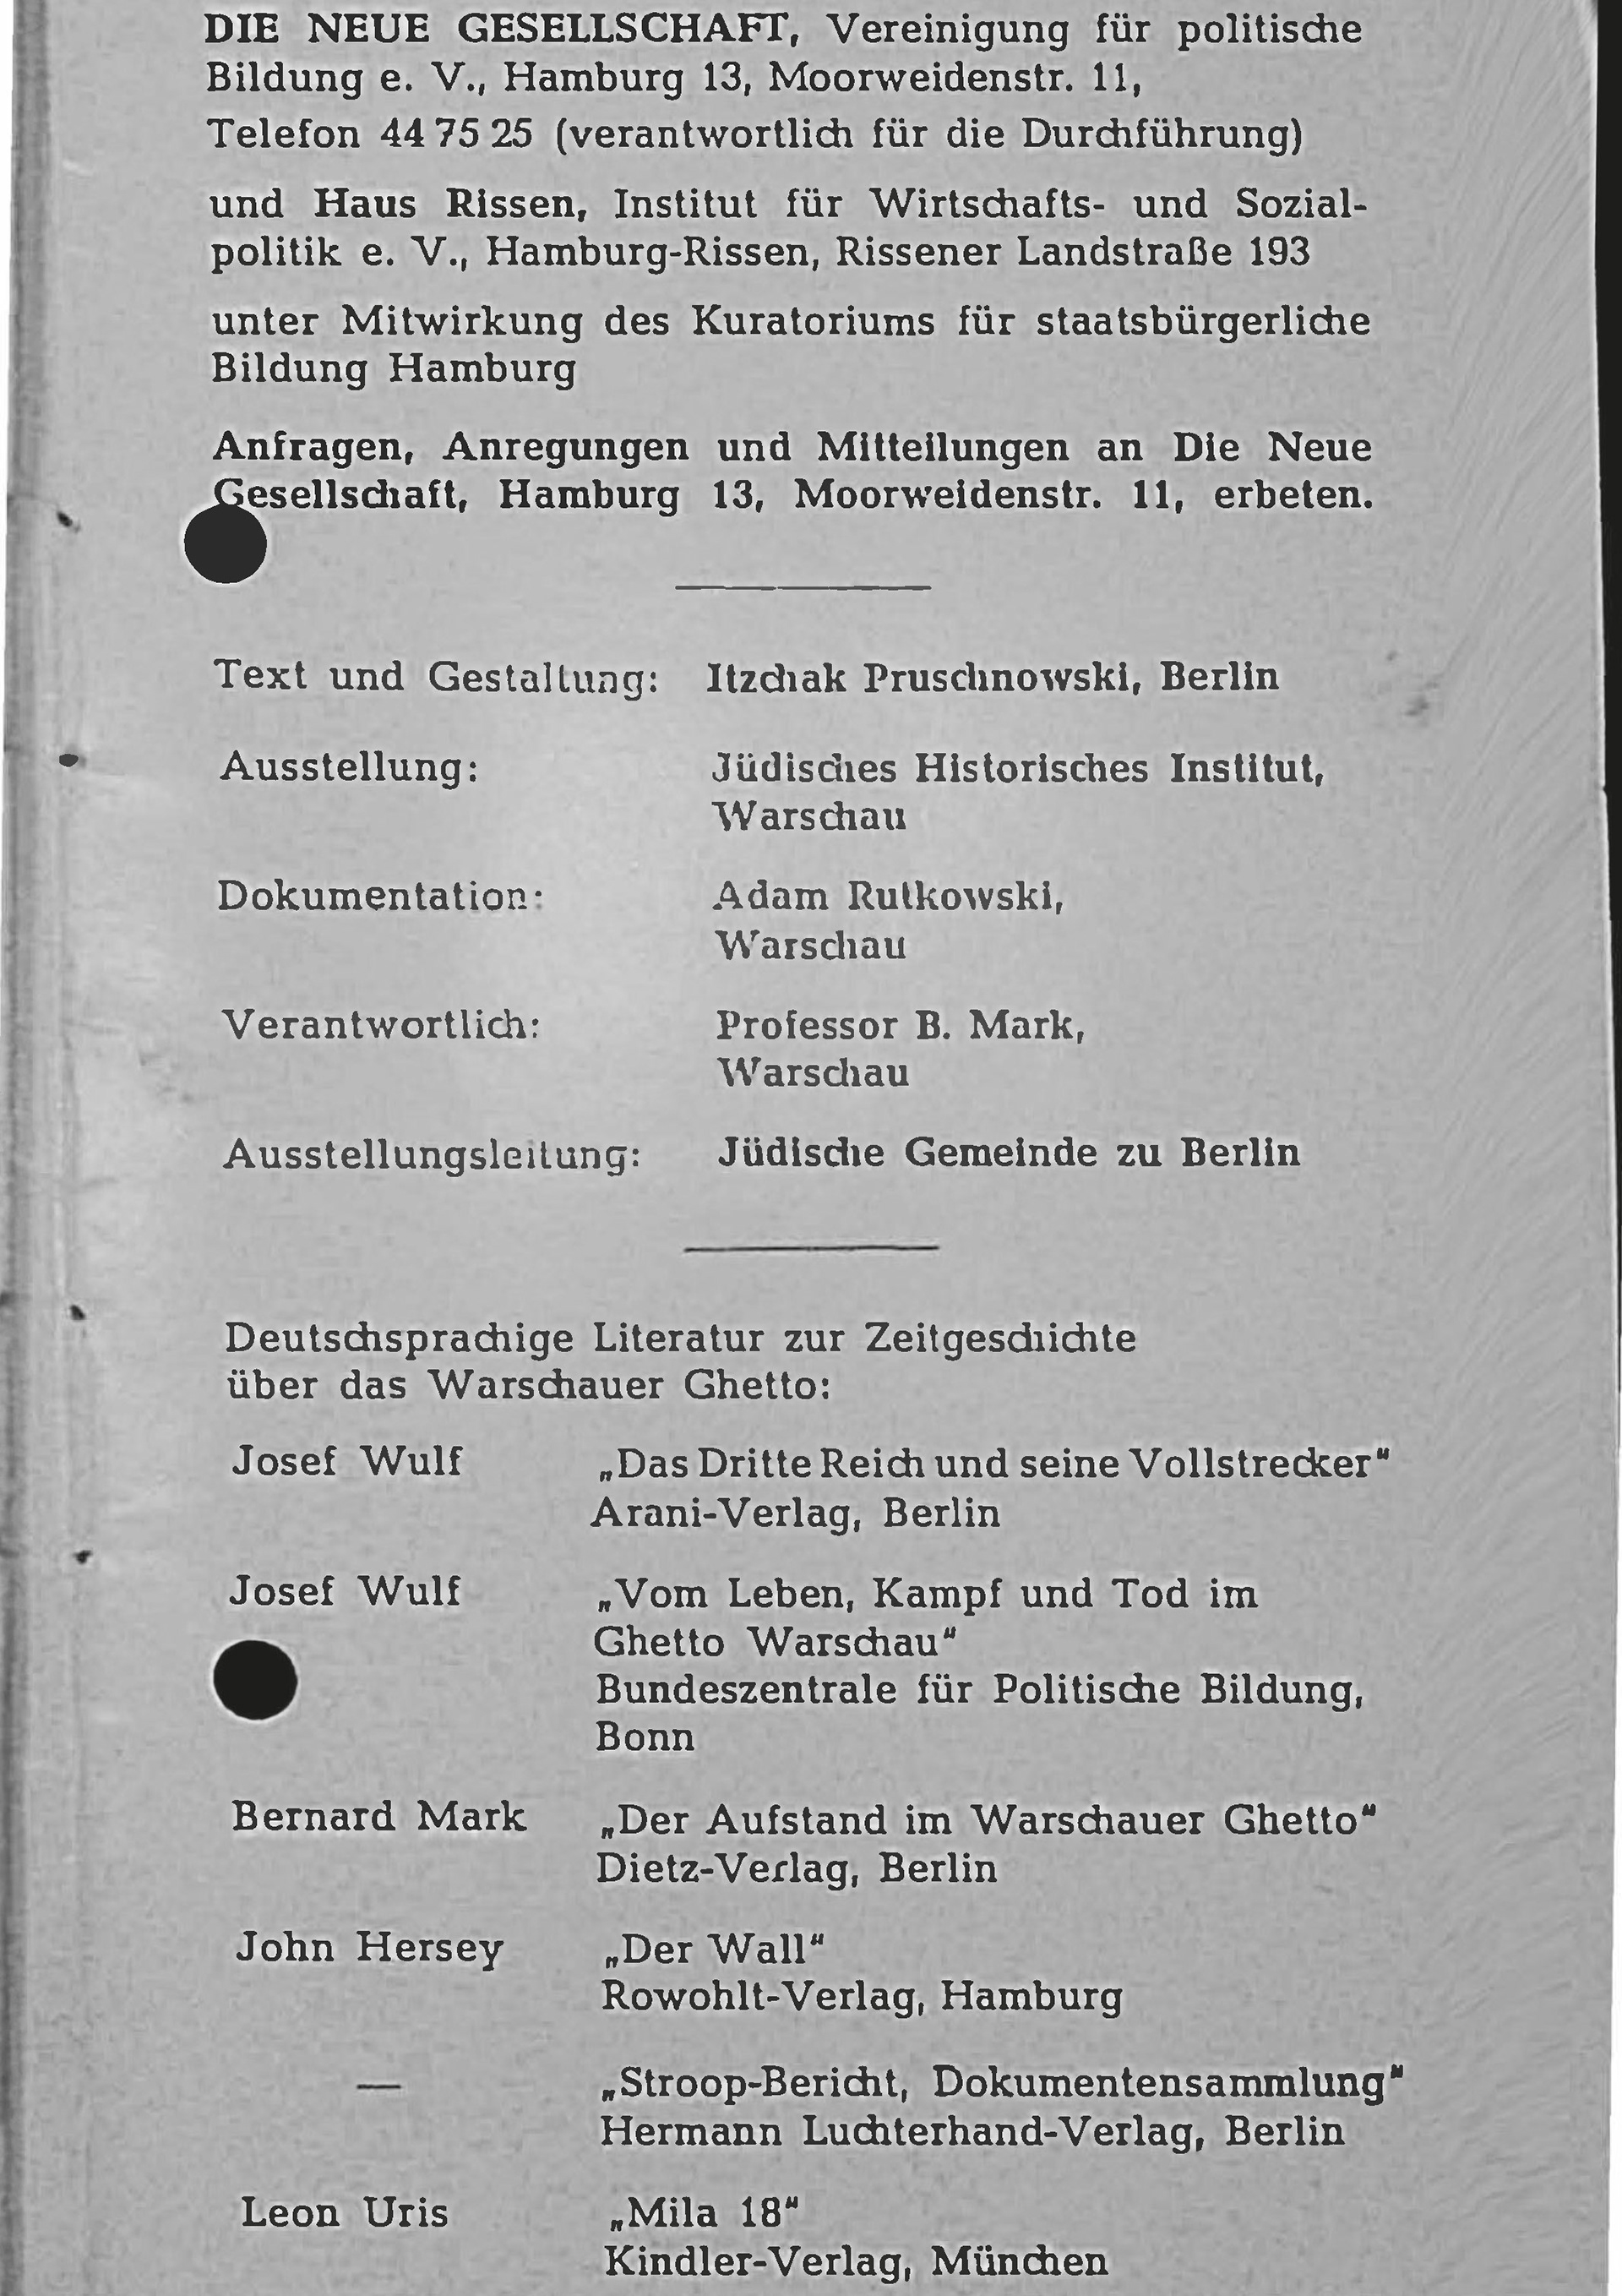 DIE NEUE GESELLSCHAFT, Vereinigung für politische
Bildung e. V., Hamburg 13, Moorweidenstr. 11,
Telefon 44 75 25 (verantwortlich für die Durchführung)
und Haus Rissen, Institut für Wirtschafts- und Sozial-
politik e. V., Hamburg-Rissen, Rissener Landstraße 193
unter Mitwirkung des Kuratoriums für staatsbürgerliche
Bildung Hamburg
Anfragen, Anregungen und Mitteilungen an Die Neue
Gesellschaft, Hamburg 13, Moorweidenstr. 11, erbeten.
Text und Gestaltung: Itzchak Pruschnowski, Berlin
Ausstellung: Jüdisches Historisches Institut,
Warschau
Dokumentation: Adam Rutkowski,
Warschau
Verantwortlich: Professor B. Mark,
Warschau
Ausstellungsleitung: Jüdische Gemeinde zu Berlin
Deutschsprachige Literatur zur Zeitgeschichte
über das Warschauer Ghetto:
Josef Wulf „Das Dritte Reich und seine Vollstrecker"
Arani-Verlag, Berlin
Josef Wulf „Vom Leben, Kampf und Tod im
Ghetto Warschau"
Bundeszentrale für Politische Bildung,
Bonn
Bernard Mark „Der Aufstand im Warschauer Ghetto"
Dietz-Verlag, Berlin
John Hersey „Der Wall"
Rowohlt-Verlag, Hamburg
— „Stroop-Bericht, Dokumentensammlung"
Hermann Luchterhand-Verlag, Berlin
Leon Uris „Mila 18"
Kindler-Verlag, München